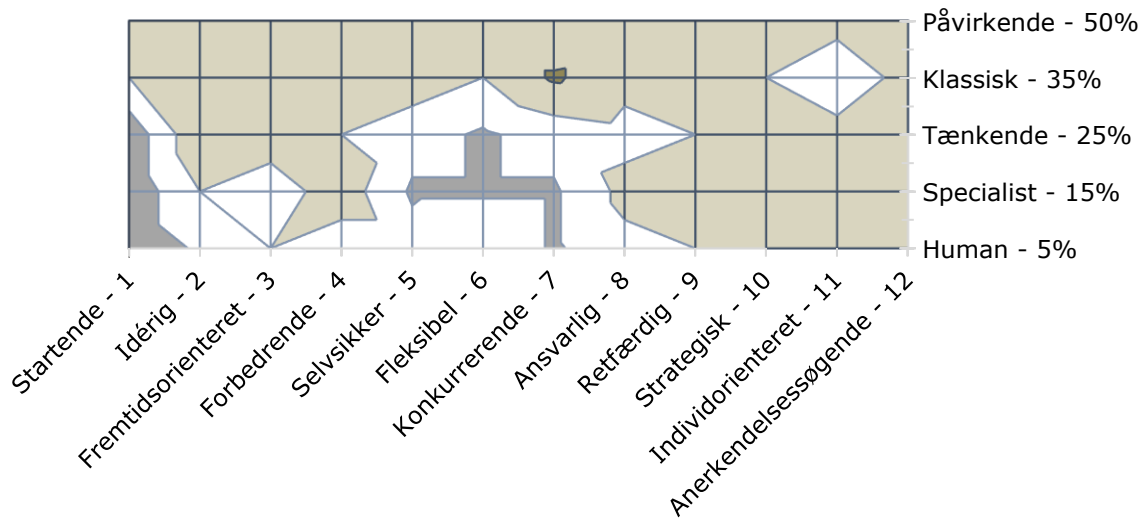 Påvirkende - 50%
Klassisk - 35%
Tænkende - 25%
Specialist - 15%
Human - 5%
Startende - 1
Idérig - 2
Fremtidsorienteret - 3
Forbedrende - 4
Selvsikker - 5
Fleksibel - 6
Konkurrerende - 7
Ansvarlig - 8
Retfærdig - 9
Strategisk - 10
Individorienteret - 11
Anerkendelsessøgende - 12